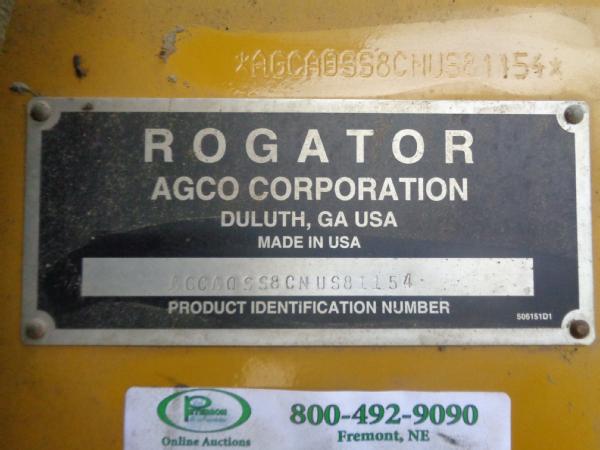 *AGCA0SS8CNUS81154*
ROGATOR
AGCO CORPORATION
DULUTH, GA USA
MADE IN USA
AGCA0SS8CNUS81154
PRODUCT IDENTIFICATION NUMBER
506151D1
PETERSON
Online Auctions
800-492-9090
Fremont, NE